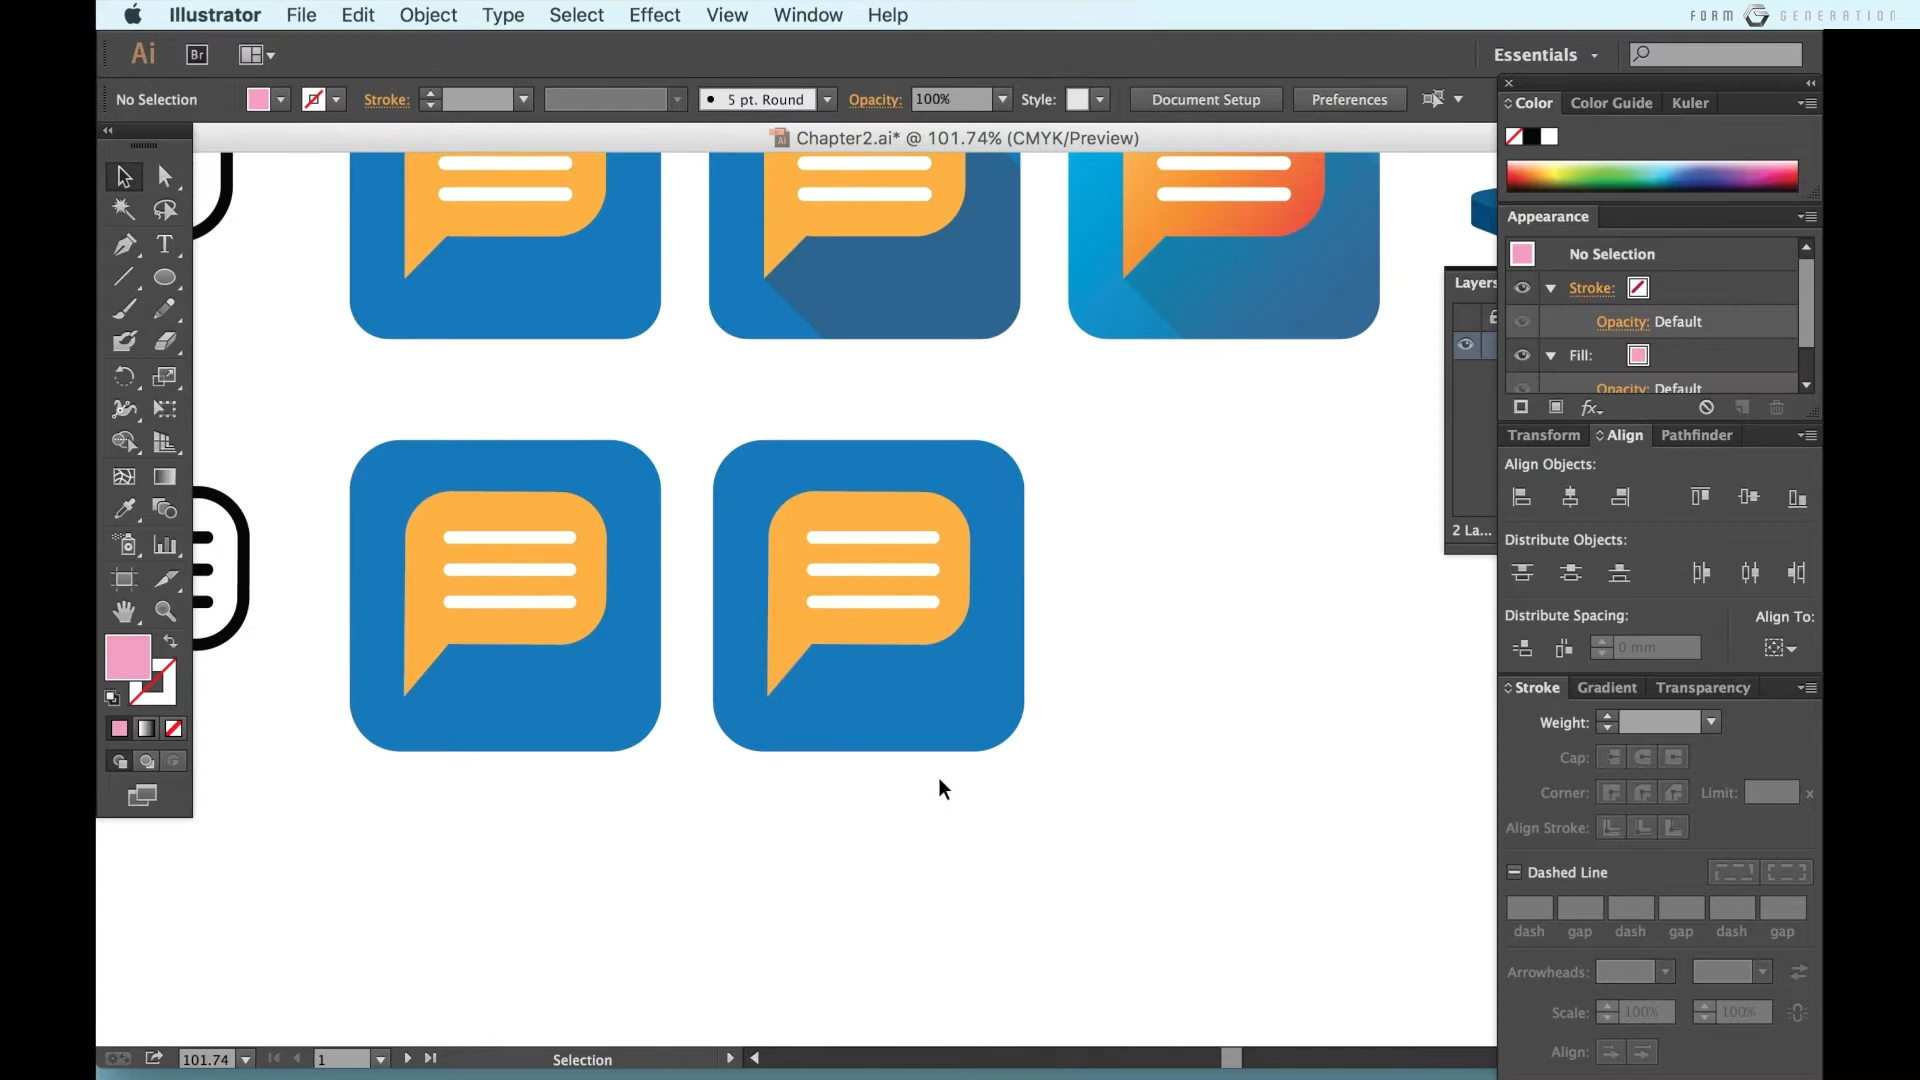 Illustrator File Edit Object Type Select Effect View Window Help
FORM GENERATION
Ai Br
Essentials
No Selection Stroke: 5 pt. Round Opacity: 100% Style: Document Setup Preferences
Color Color Guide Kuler
Chapter2.ai* @ 101.74% (CMYK/Preview)
Appearance
No Selection
Stroke:
Opacity: Default
Fill:
Opacity: Default
fx
Layers
2 La...
Transform Align Pathfinder
Align Objects:
Distribute Objects:
Distribute Spacing: Align To:
0 mm
Stroke Gradient Transparency
Weight:
Cap:
Corner: Limit: x
Align Stroke:
Dashed Line
dash gap dash gap dash gap
Arrowheads:
Scale: 100% 100%
Align:
101.74 1 Selection